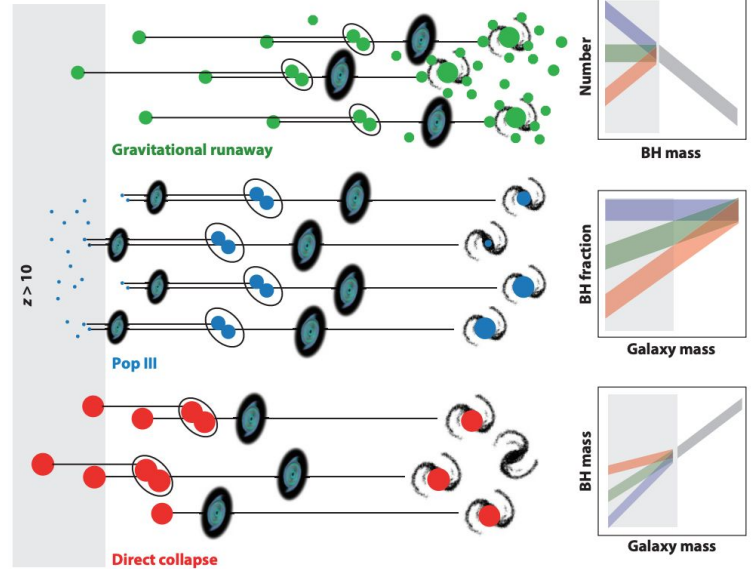 Number
BH mass
Gravitational runaway
z > 10
BH fraction
Galaxy mass
Pop III
BH mass
Galaxy mass
Direct collapse